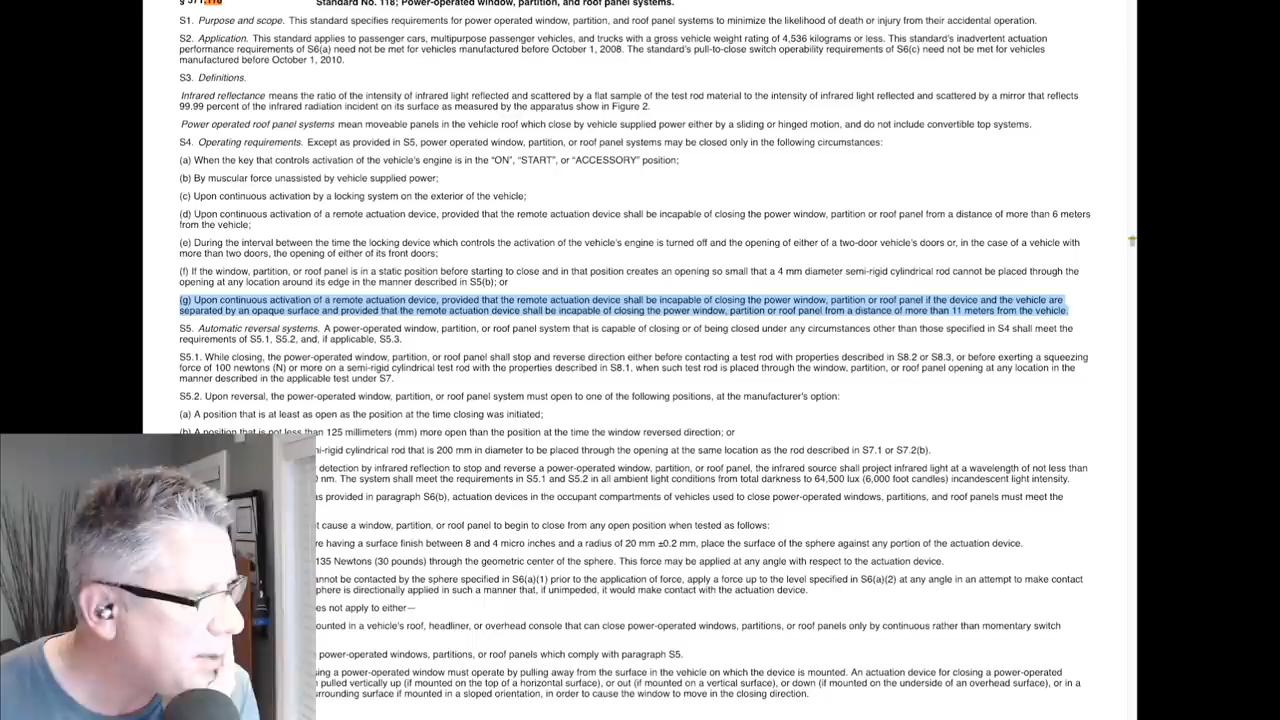 § 571.118 Standard No. 118; Power-operated window, partition, and roof panel systems.
S1. Purpose and scope. This standard specifies requirements for power operated window, partition, and roof panel systems to minimize the likelihood of death or injury from their accidental operation.
S2. Application. This standard applies to passenger cars, multipurpose passenger vehicles, and trucks with a gross vehicle weight rating of 4,536 kilograms or less. This standard's inadvertent actuation
performance requirements of S6(a) need not be met for vehicles manufactured before October 1, 2008. The standard's pull-to-close switch operability requirements of S6(c) need not be met for vehicles
manufactured before October 1, 2010.
S3. Definitions.
Infrared reflectance means the ratio of the intensity of infrared light reflected and scattered by a flat sample of the test rod material to the intensity of infrared light reflected and scattered by a mirror that reflects
99.99 percent of the infrared radiation incident on its surface as measured by the apparatus show in Figure 2.
Power operated roof panel systems mean moveable panels in the vehicle roof which close by vehicle supplied power either by a sliding or hinged motion, and do not include convertible top systems.
S4. Operating requirements. Except as provided in S5, power operated window, partition, or roof panel systems may be closed only in the following circumstances:
(a) When the key that controls activation of the vehicle's engine is in the "ON", "START", or "ACCESSORY" position;
(b) By muscular force unassisted by vehicle supplied power;
(c) Upon continuous activation by a locking system on the exterior of the vehicle;
(d) Upon continuous activation of a remote actuation device, provided that the remote actuation device shall be incapable of closing the power window, partition or roof panel from a distance of more than 6 meters
from the vehicle;
(e) During the interval between the time the locking device which controls the activation of the vehicle's engine is turned off and the opening of either of a two-door vehicle's doors or, in the case of a vehicle with
more than two doors, the opening of either of its front doors;
(f) If the window, partition, or roof panel is in a static position before starting to close and in that position creates an opening so small that a 4 mm diameter semi-rigid cylindrical rod cannot be placed through the
opening at any location around its edge in the manner described in S5(b); or
(g) Upon continuous activation of a remote actuation device, provided that the remote actuation device shall be incapable of closing the power window, partition or roof panel if the device and the vehicle are
separated by an opaque surface and provided that the remote actuation device shall be incapable of closing the power window, partition or roof panel from a distance of more than 11 meters from the vehicle.
S5. Automatic reversal systems. A power-operated window, partition, or roof panel system that is capable of closing or of being closed under any circumstances other than those specified in S4 shall meet the
requirements of S5.1, S5.2, and, if applicable, S5.3.
S5.1. While closing, the power-operated window, partition, or roof panel shall stop and reverse direction either before contacting a test rod with properties described in S8.2 or S8.3, or before exerting a squeezing
force of 100 newtons (N) or more on a semi-rigid cylindrical test rod with the properties described in S8.1, when such test rod is placed through the window, partition, or roof panel opening at any location in the
manner described in the applicable test under S7.
S5.2. Upon reversal, the power-operated window, partition, or roof panel system must open to one of the following positions, at the manufacturer's option:
(a) A position that is at least as open as the position at the time closing was initiated;
(b) A position that is not less than 125 millimeters (mm) more open than the position at the time the window reversed direction; or
ni-rigid cylindrical rod that is 200 mm in diameter to be placed through the opening at the same location as the rod described in S7.1 or S7.2(b).
detection by infrared reflection to stop and reverse a power-operated window, partition, or roof panel, the infrared source shall project infrared light at a wavelength of not less than
nm. The system shall meet the requirements in S5.1 and S5.2 in all ambient light conditions from total darkness to 64,500 lux (6,000 foot candles) incandescent light intensity.
as provided in paragraph S6(b), actuation devices in the occupant compartments of vehicles used to close power-operated windows, partitions, and roof panels must meet the
t cause a window, partition, or roof panel to begin to close from any open position when tested as follows:
re having a surface finish between 8 and 4 micro inches and a radius of 20 mm ±0.2 mm, place the surface of the sphere against any portion of the actuation device.
135 Newtons (30 pounds) through the geometric center of the sphere. This force may be applied at any angle with respect to the actuation device.
annot be contacted by the sphere specified in S6(a)(1) prior to the application of force, apply a force up to the level specified in S6(a)(2) at any angle in an attempt to make contact
phere is directionally applied in such a manner that, if unimpeded, it would make contact with the actuation device.
es not apply to either—
ounted in a vehicle's roof, headliner, or overhead console that can close power-operated windows, partitions, or roof panels only by continuous rather than momentary switch
power-operated windows, partitions, or roof panels which comply with paragraph S5.
ing a power-operated window must operate by pulling away from the surface in the vehicle on which the device is mounted. An actuation device for closing a power-operated
pulled vertically up (if mounted on the top of a horizontal surface), or out (if mounted on a vertical surface), or down (if mounted on the underside of an overhead surface), or in a
urrounding surface if mounted in a sloped orientation, in order to cause the window to move in the closing direction.